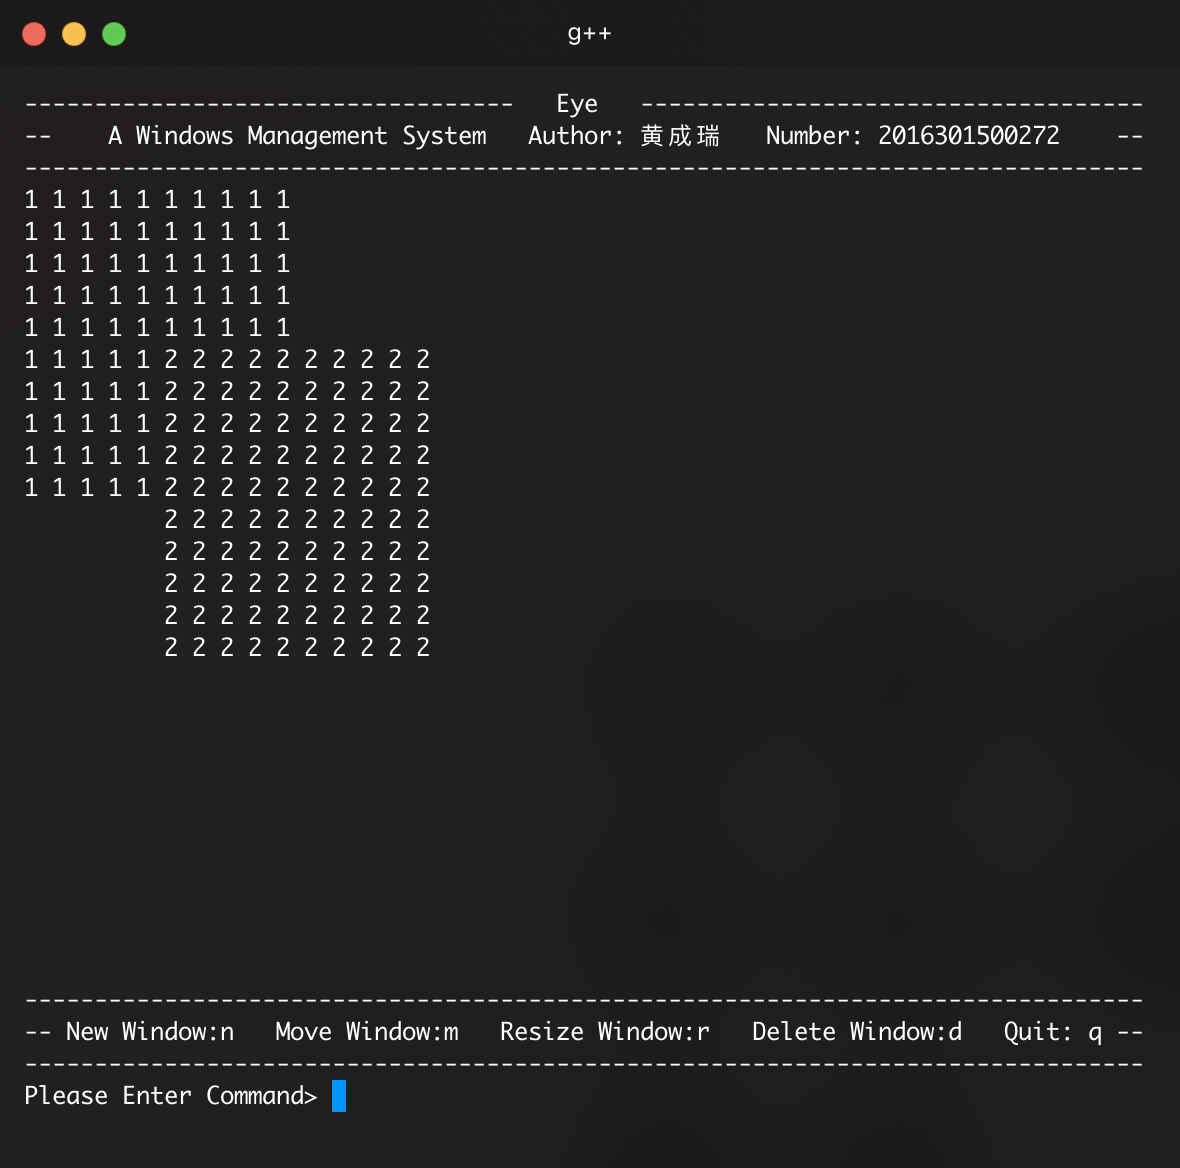 g++
-----------------------------------   Eye   ------------------------------------
--    A Windows Management System   Author: 黄成瑞   Number: 2016301500272    --
--------------------------------------------------------------------------------
1 1 1 1 1 1 1 1 1 1
1 1 1 1 1 1 1 1 1 1
1 1 1 1 1 1 1 1 1 1
1 1 1 1 1 1 1 1 1 1
1 1 1 1 1 1 1 1 1 1
1 1 1 1 1 2 2 2 2 2 2 2 2 2 2
1 1 1 1 1 2 2 2 2 2 2 2 2 2 2
1 1 1 1 1 2 2 2 2 2 2 2 2 2 2
1 1 1 1 1 2 2 2 2 2 2 2 2 2 2
1 1 1 1 1 2 2 2 2 2 2 2 2 2 2
          2 2 2 2 2 2 2 2 2 2
          2 2 2 2 2 2 2 2 2 2
          2 2 2 2 2 2 2 2 2 2
          2 2 2 2 2 2 2 2 2 2
          2 2 2 2 2 2 2 2 2 2
--------------------------------------------------------------------------------
-- New Window:n   Move Window:m   Resize Window:r   Delete Window:d   Quit: q --
--------------------------------------------------------------------------------
Please Enter Command>